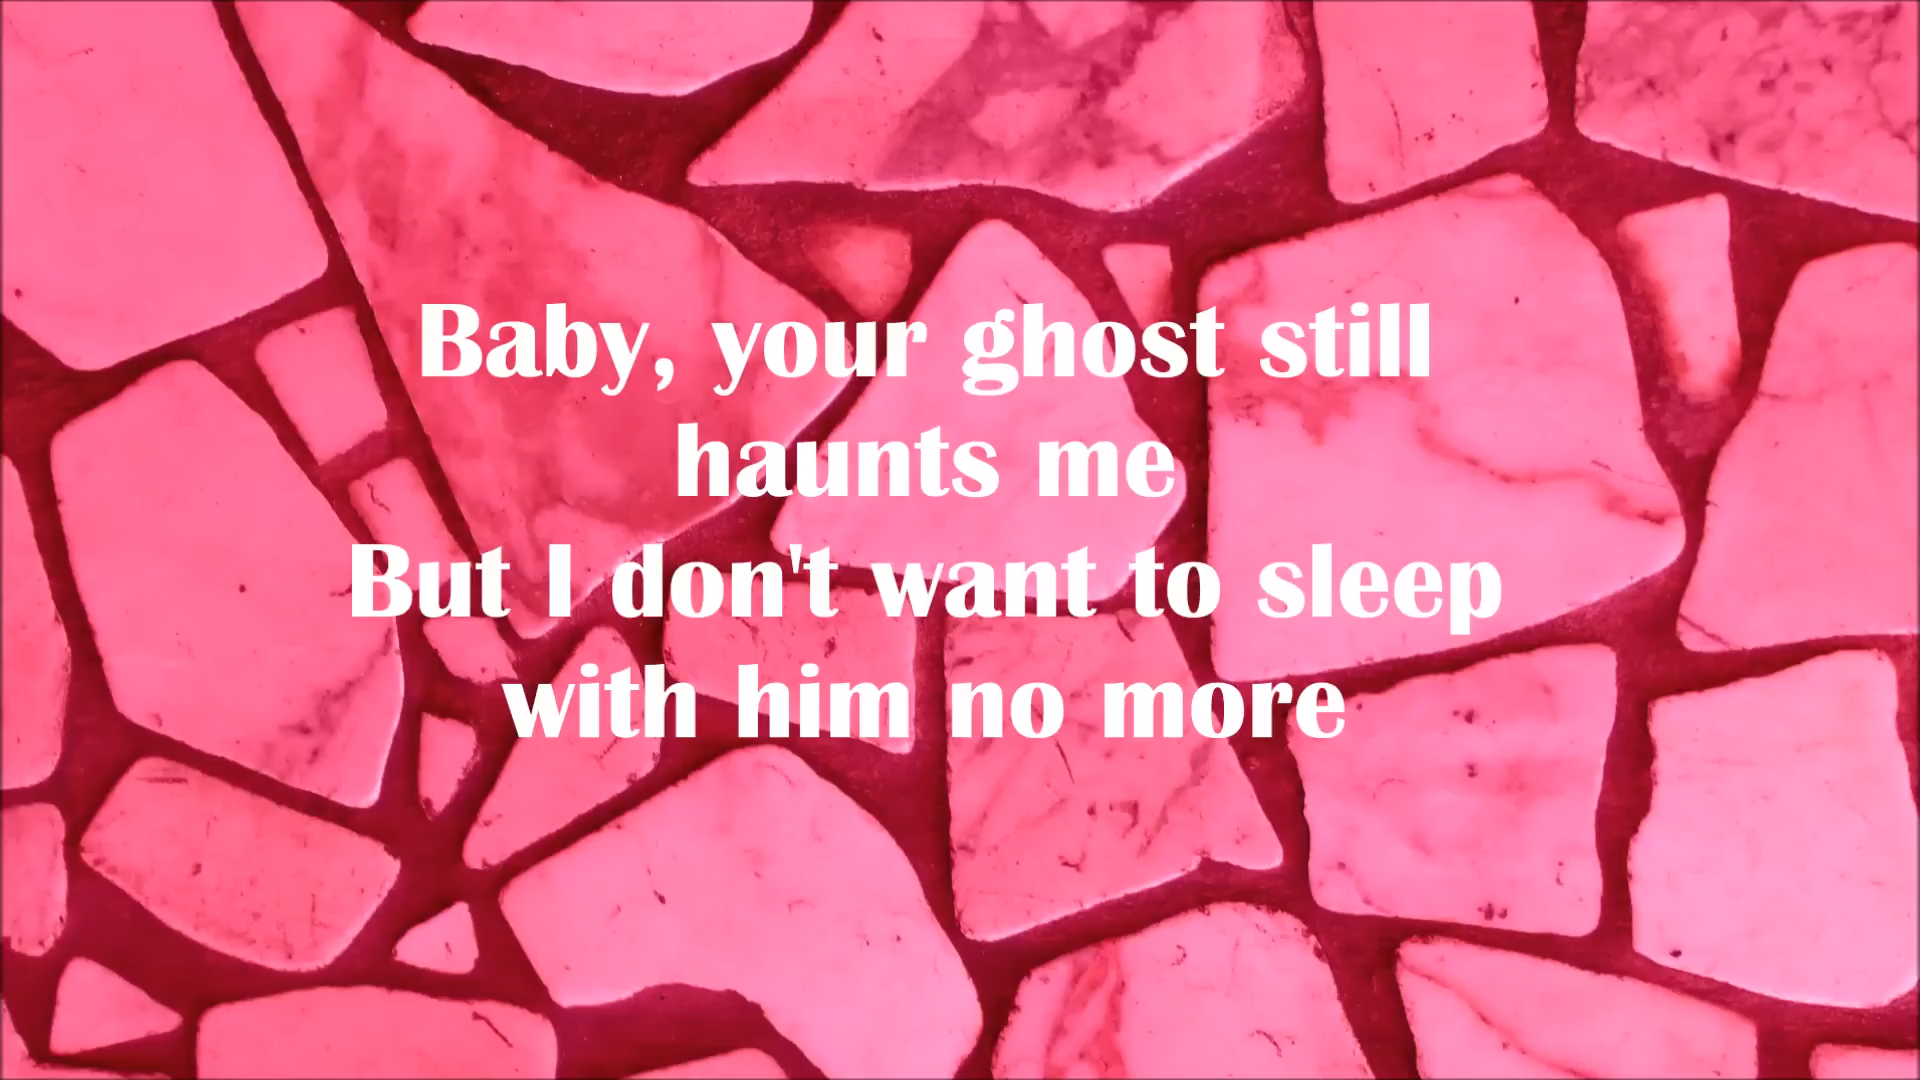 Baby, your ghost still
haunts me
But I don't want to sleep
with him no more